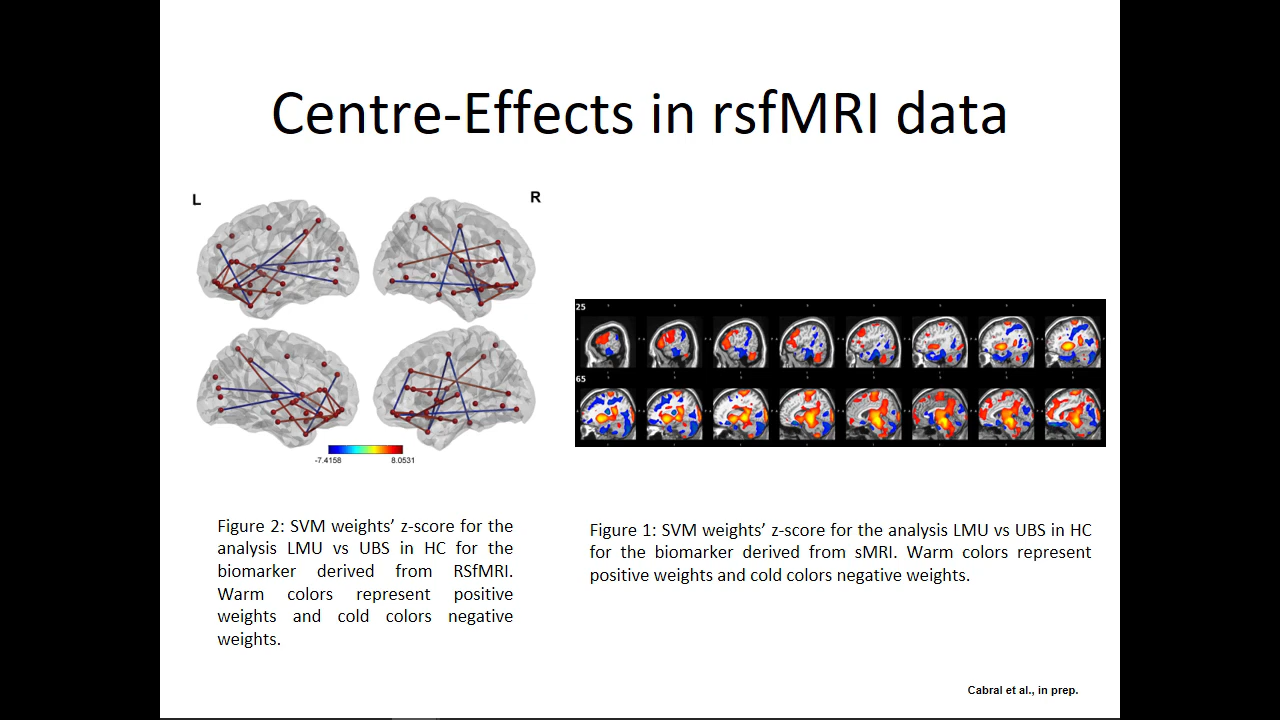 Centre-Effects in rsfMRI data
L
R
-7.4158
8.0531
25
65
Figure 2: SVM weights’ z-score for the
analysis LMU vs UBS in HC for the
biomarker derived from RSfMRI.
Warm colors represent positive
weights and cold colors negative
weights.
Figure 1: SVM weights’ z-score for the analysis LMU vs UBS in HC
for the biomarker derived from sMRI. Warm colors represent
positive weights and cold colors negative weights.
Cabral et al., in prep.